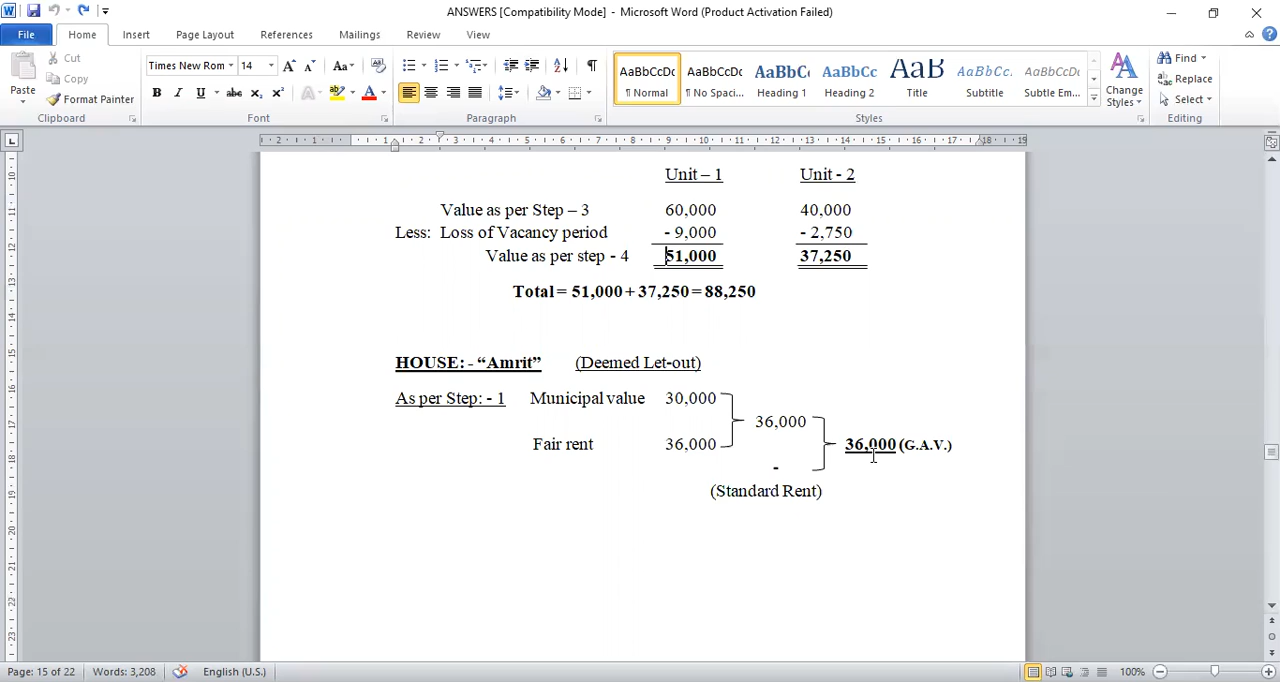 ANSWERS [Compatibility Mode] - Microsoft Word (Product Activation Failed)
File Home Insert Page Layout References Mailings Review View
Paste
Cut
Copy
Format Painter
Clipboard
Times New Rom 14
Font
Paragraph
AaBbCcDc AaBbCcDc AaBbC AaBbCc AaB AaBbCc. AaBbCcDc
¶ Normal ¶ No Spaci... Heading 1 Heading 2 Title Subtitle Subtle Em...
Change Styles
Styles
Find
Replace
Select
Editing
Unit – 1 Unit - 2
Value as per Step – 3 60,000 40,000
Less: Loss of Vacancy period - 9,000 - 2,750
Value as per step - 4 51,000 37,250
Total = 51,000 + 37,250 = 88,250
HOUSE: - “Amrit” (Deemed Let-out)
As per Step: - 1 Municipal value 30,000
36,000
Fair rent 36,000 36,000 (G.A.V.)
-
(Standard Rent)
Page: 15 of 22 Words: 3,208 English (U.S.) 100%